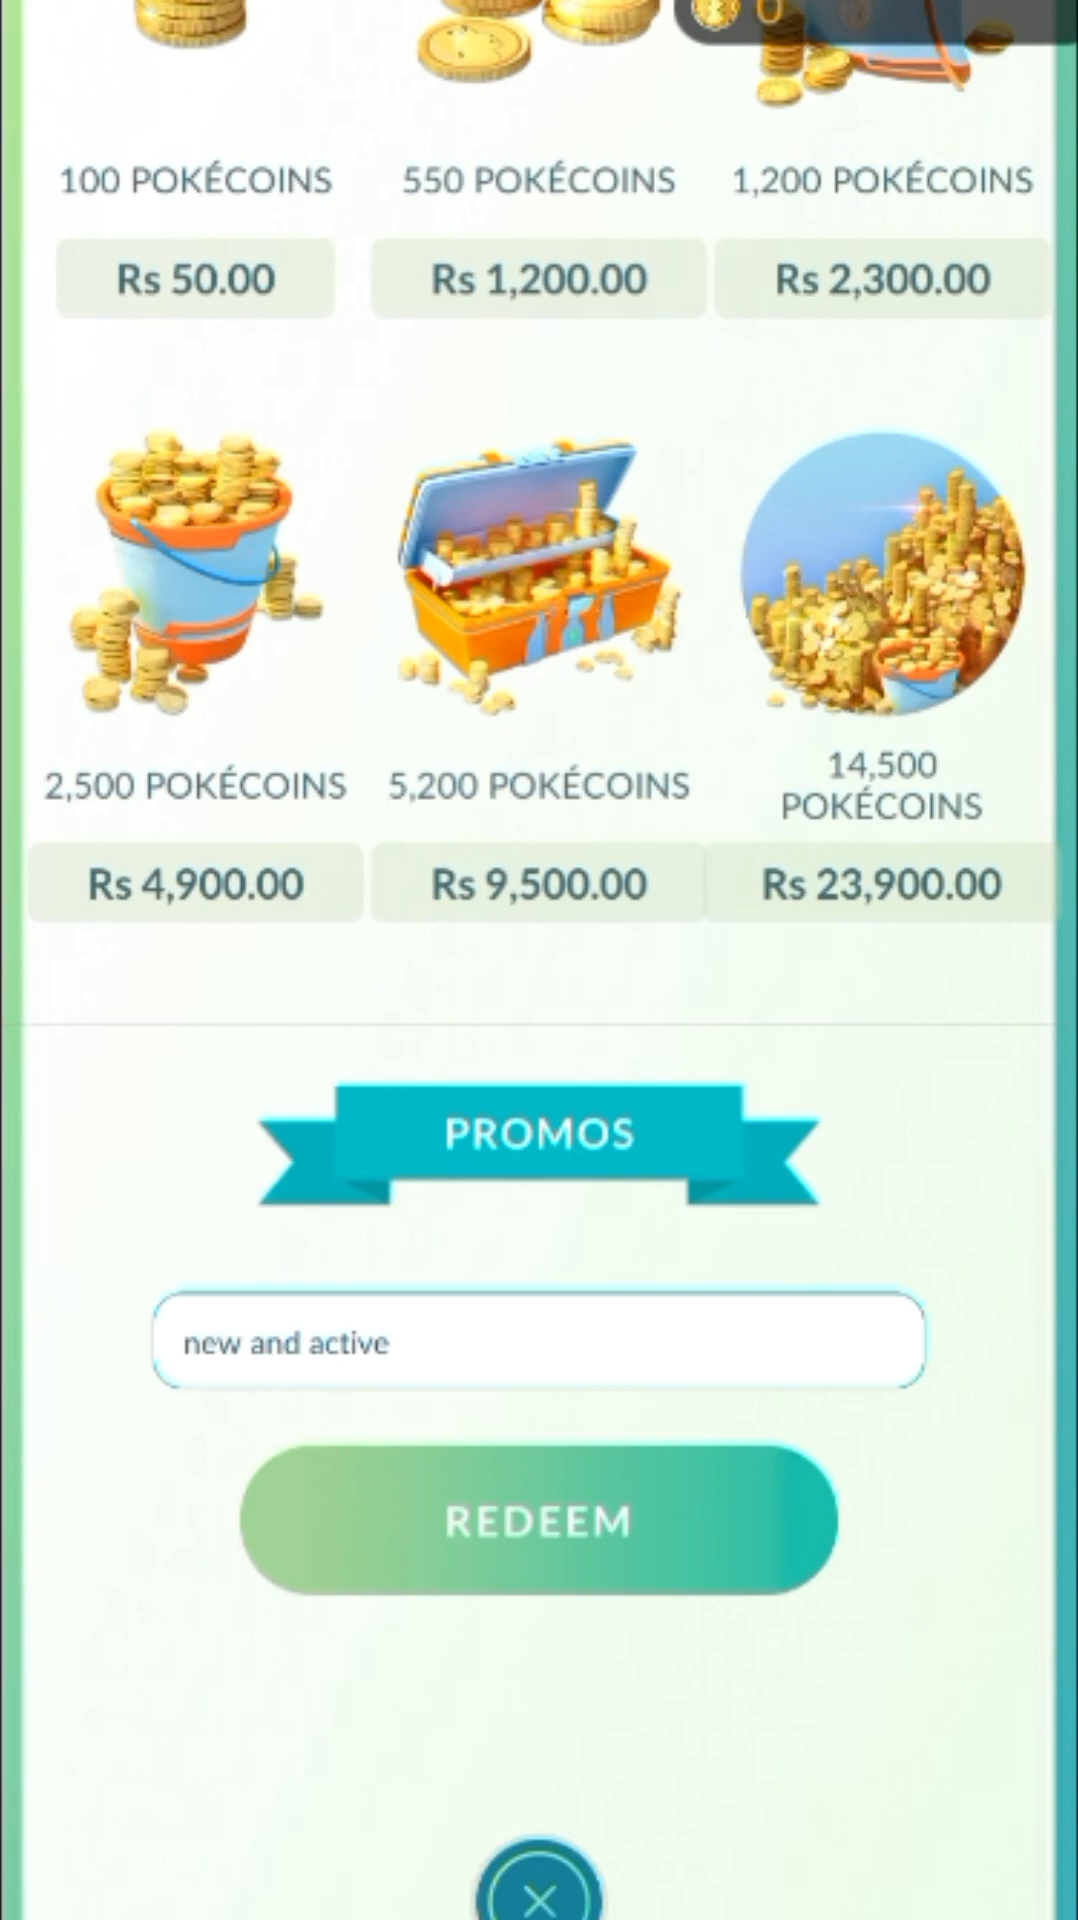 0
100 POKÉCOINS
550 POKÉCOINS
1,200 POKÉCOINS
Rs 50.00
Rs 1,200.00
Rs 2,300.00
2,500 POKÉCOINS
5,200 POKÉCOINS
14,500
POKÉCOINS
Rs 4,900.00
Rs 9,500.00
Rs 23,900.00
PROMOS
new and active
REDEEM